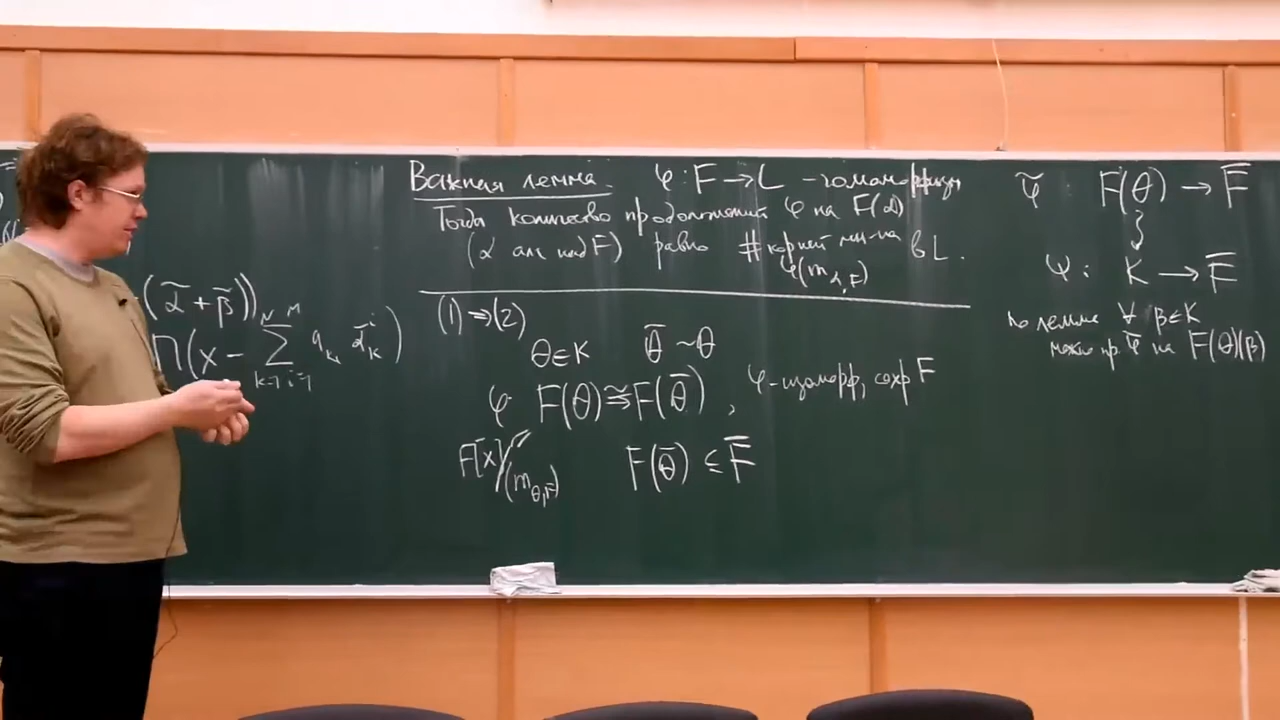 (α̅ + β̅))
∏(x − ∑_{k=1}^{N} ∑_{i=1}^{M} q_{ki} α̅_k^i)
Важная лемма. φ: F → L – гомоморфизм
Тогда количество продолжений φ на F(α)
(α алг над F) равно # корней мн-на φ(m_{α,F}) в L.
(1) ⇒ (2)
θ ∈ K θ̅ ~ θ
φ: F(θ) ≅ F(θ̅), φ-изоморф, сохр F
F[x]/(m_{θ,F}) F(θ̅) ⊆ F̅
φ̃ : F(θ) → F̅
ψ : K → F̅
по лемме ∀ β ∈ K
можно пр. φ̃ на F(θ)(β)